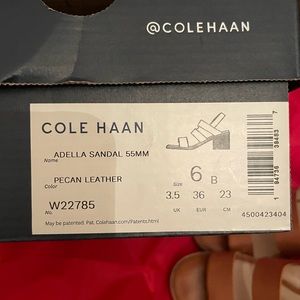 @COLEHAAN
COLE HAAN
ADELLA SANDAL 55MM
Name
PECAN LEATHER
Color
W22785
No.
May be patented; Pat. ColeHaan.com/Patents.html
Size
6 B
3.5 36 23
UK EUR CM
4500423404